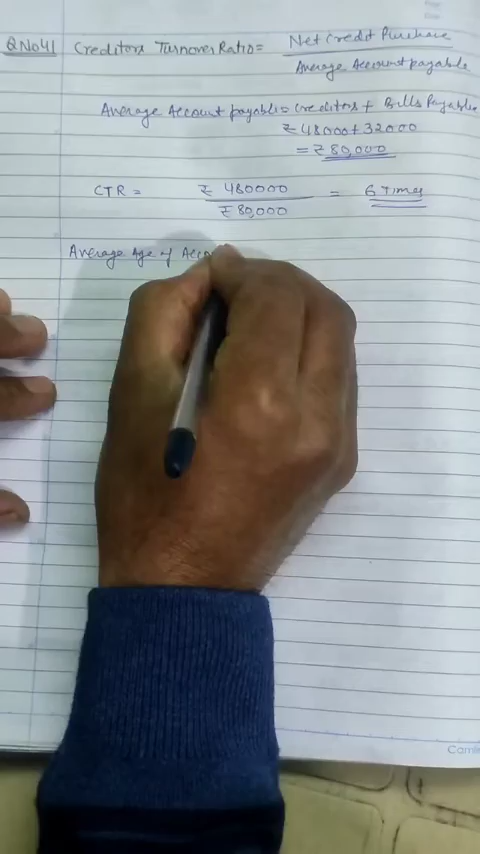 Q No 41 Creditors Turnover Ratio = Net Credit Purchase
Average Account payable
Average Account payable = Creditors + Bills Payable
₹ 48000 + 32000
= ₹ 80,000
CTR = ₹ 480000 = 6 Times
₹ 80,000
Average Age of Acco